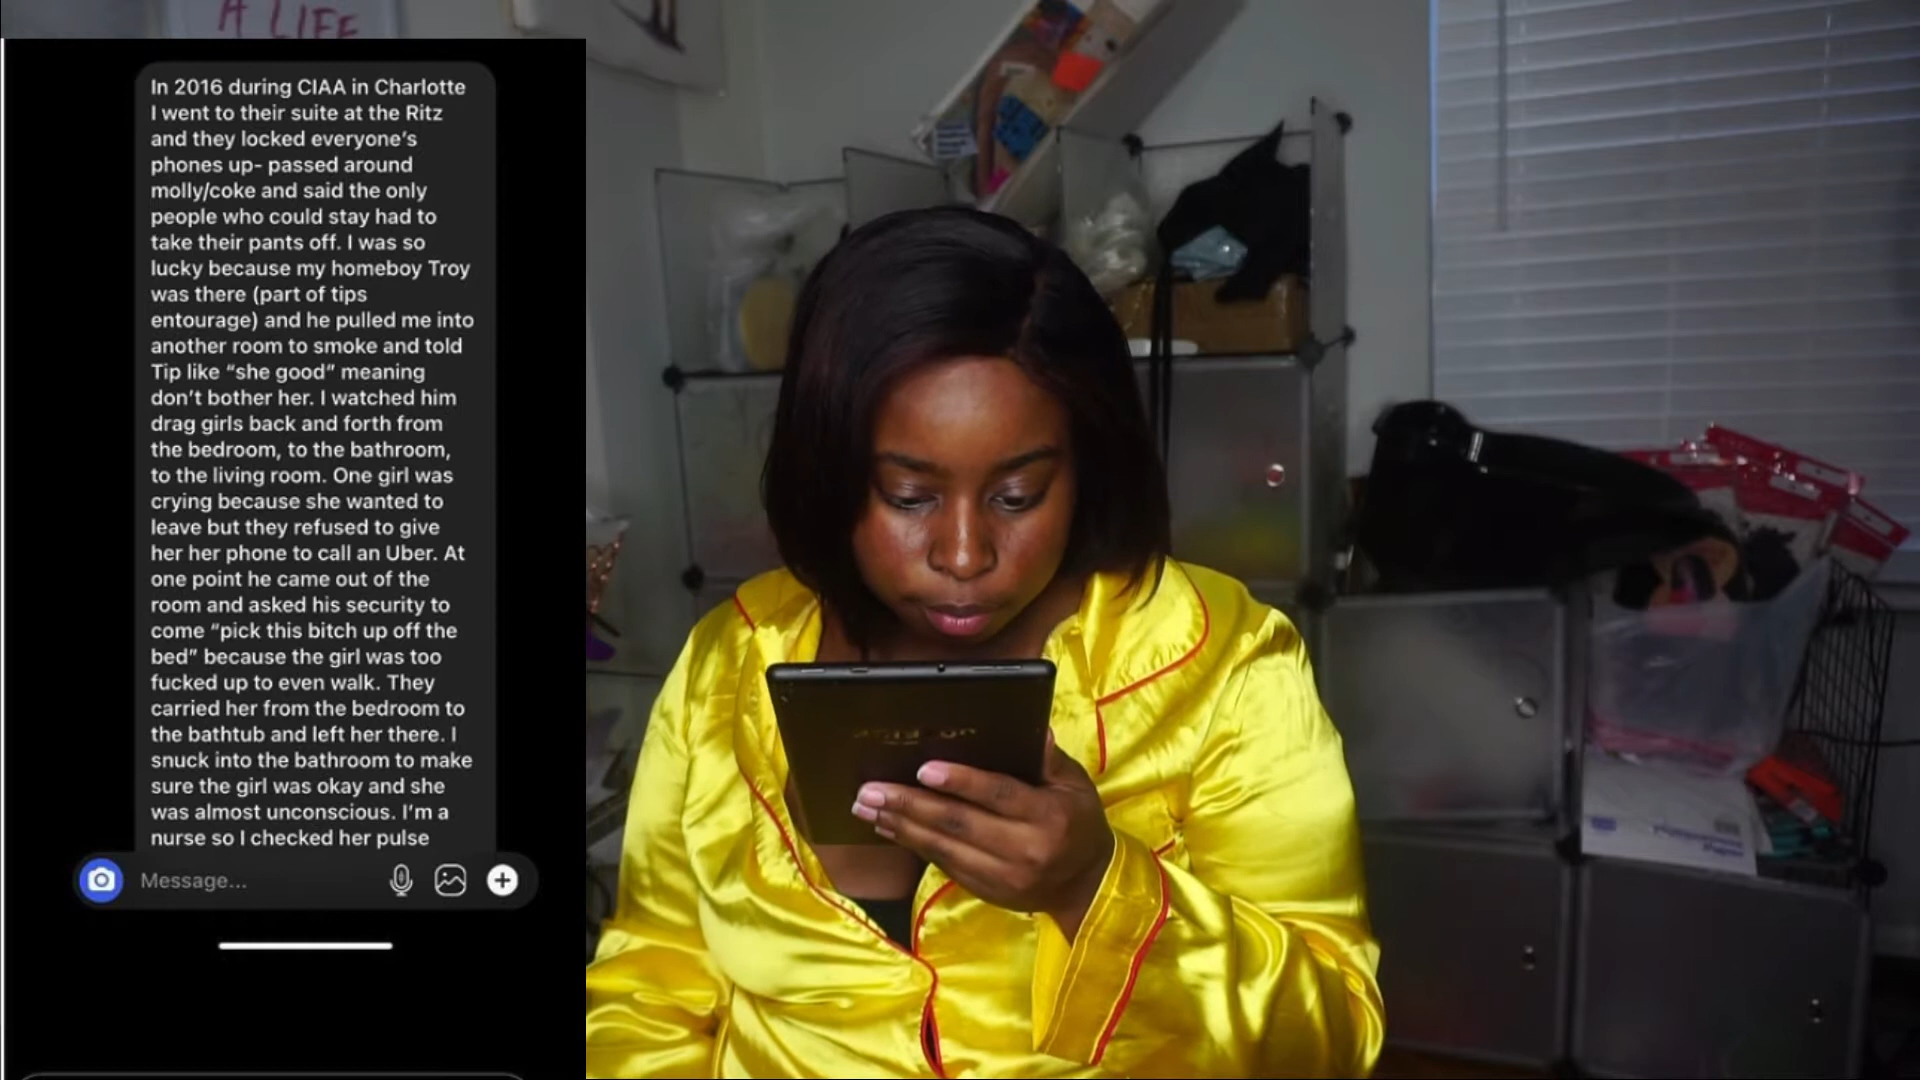 A LIFE
In 2016 during CIAA in Charlotte
I went to their suite at the Ritz
and they locked everyone's
phones up- passed around
molly/coke and said the only
people who could stay had to
take their pants off. I was so
lucky because my homeboy Troy
was there (part of tips
entourage) and he pulled me into
another room to smoke and told
Tip like “she good” meaning
don't bother her. I watched him
drag girls back and forth from
the bedroom, to the bathroom,
to the living room. One girl was
crying because she wanted to
leave but they refused to give
her her phone to call an Uber. At
one point he came out of the
room and asked his security to
come “pick this bitch up off the
bed” because the girl was too
fucked up to even walk. They
carried her from the bedroom to
the bathtub and left her there. I
snuck into the bathroom to make
sure the girl was okay and she
was almost unconscious. I'm a
nurse so I checked her pulse
Message...